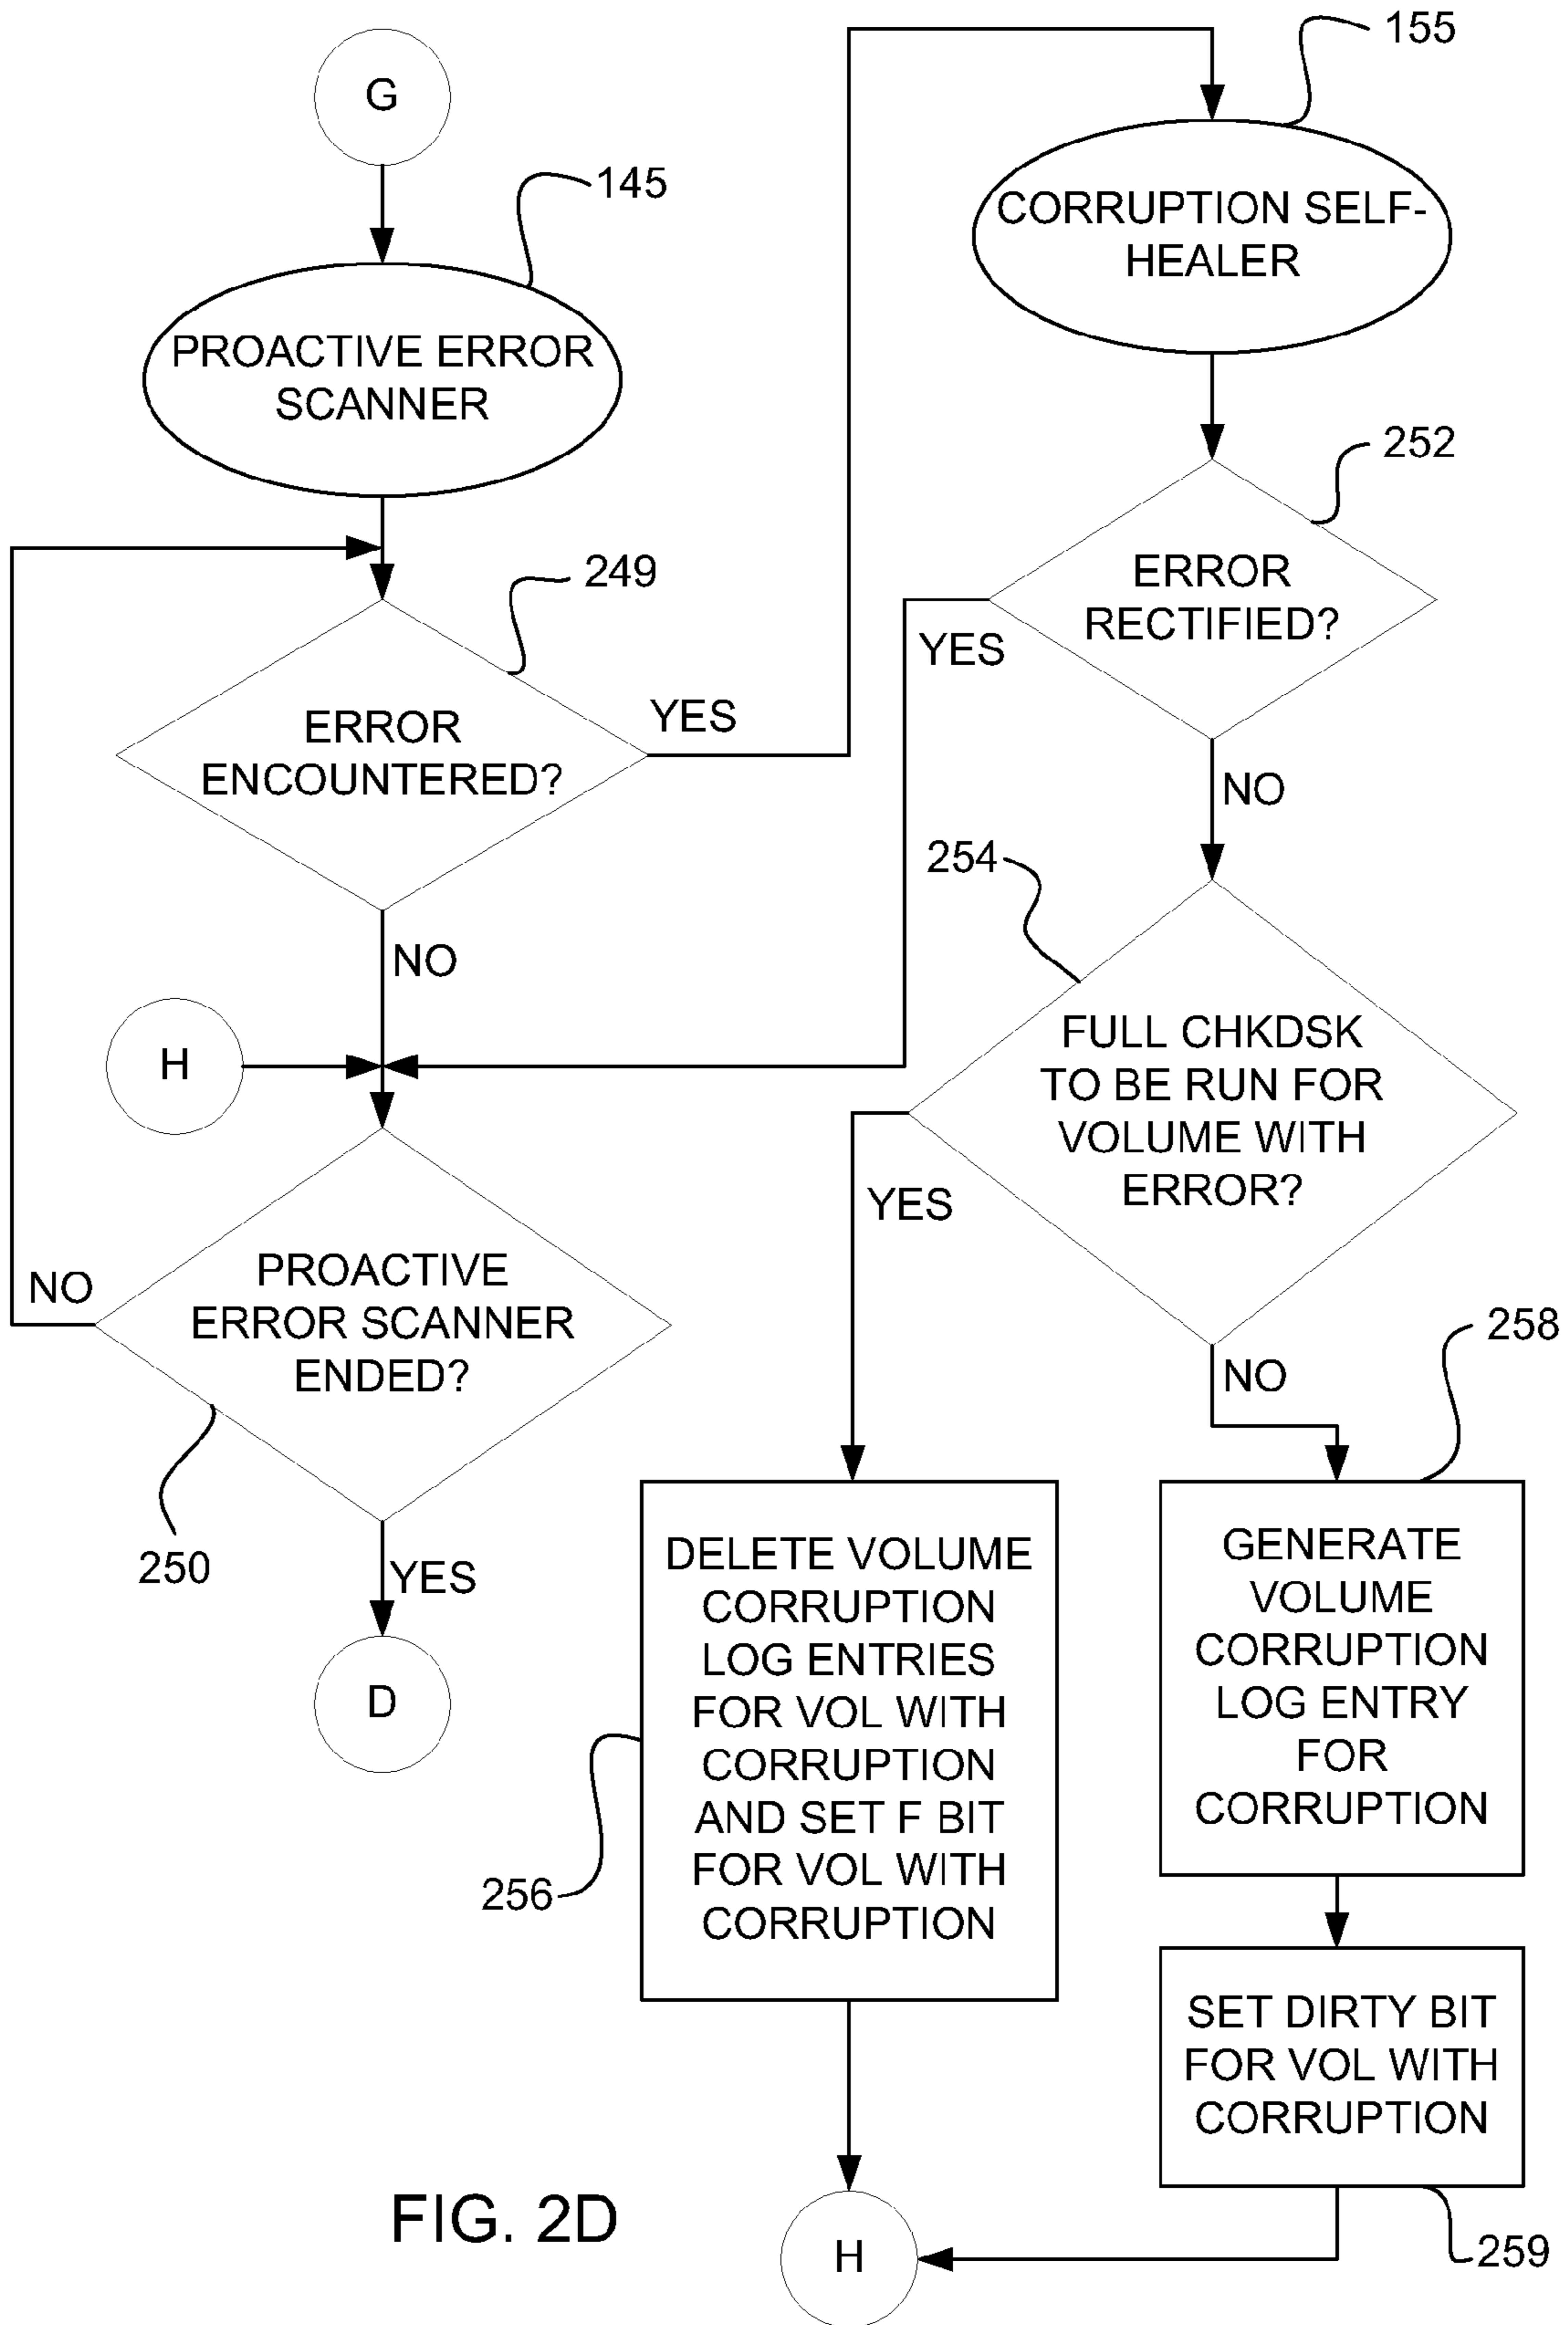 G
145
PROACTIVE ERROR
SCANNER
249
ERROR
ENCOUNTERED?
YES
NO
H
PROACTIVE
ERROR SCANNER
ENDED?
NO
250
YES
D
155
CORRUPTION SELF-
HEALER
252
ERROR
RECTIFIED?
YES
NO
254
FULL CHKDSK
TO BE RUN FOR
VOLUME WITH
ERROR?
YES
NO
DELETE VOLUME
CORRUPTION
LOG ENTRIES
FOR VOL WITH
CORRUPTION
AND SET F BIT
FOR VOL WITH
CORRUPTION
256
258
GENERATE
VOLUME
CORRUPTION
LOG ENTRY
FOR
CORRUPTION
SET DIRTY BIT
FOR VOL WITH
CORRUPTION
259
H
FIG. 2D